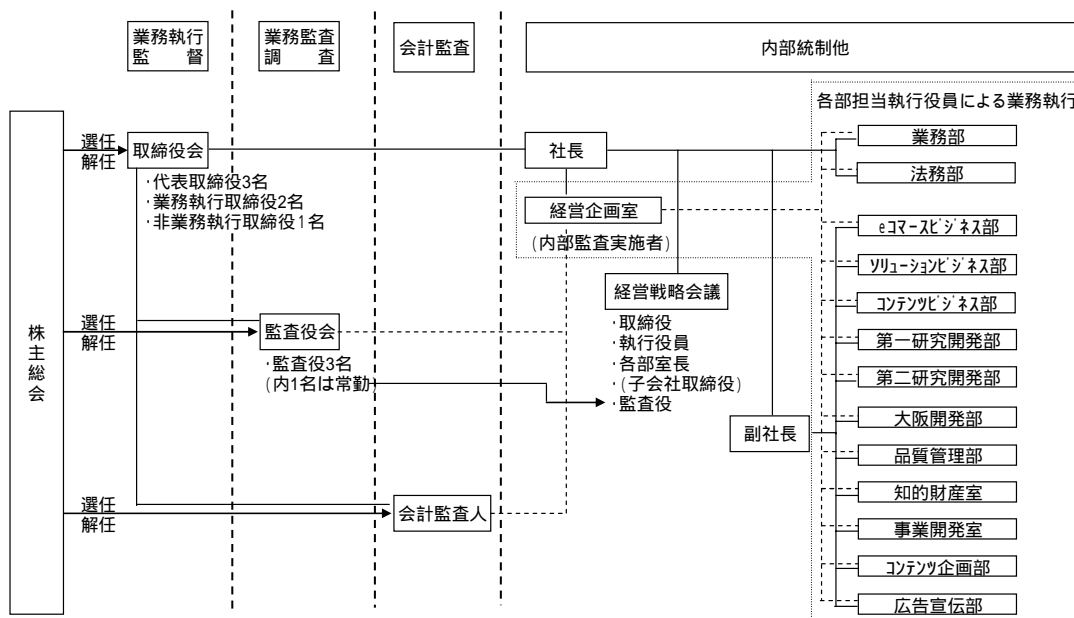 業務執行
監　　督
業務監査
調　　査
会計監査
内部統制他
各部担当執行役員による業務執行
株主総会
選任
解任
取締役会
・代表取締役3名
・業務執行取締役2名
・非業務執行取締役1名
社長
経営企画室
(内部監査実施者)
経営戦略会議
・取締役
・執行役員
・各部室長
・(子会社取締役)
・監査役
選任
解任
監査役会
・監査役3名
(内1名は常勤
副社長
選任
解任
会計監査人
業務部
法務部
eコマースビジネス部
ソリューションビジネス部
コンテンツビジネス部
第一研究開発部
第二研究開発部
大阪開発部
品質管理部
知的財産室
事業開発室
コンテンツ企画部
広告宣伝部